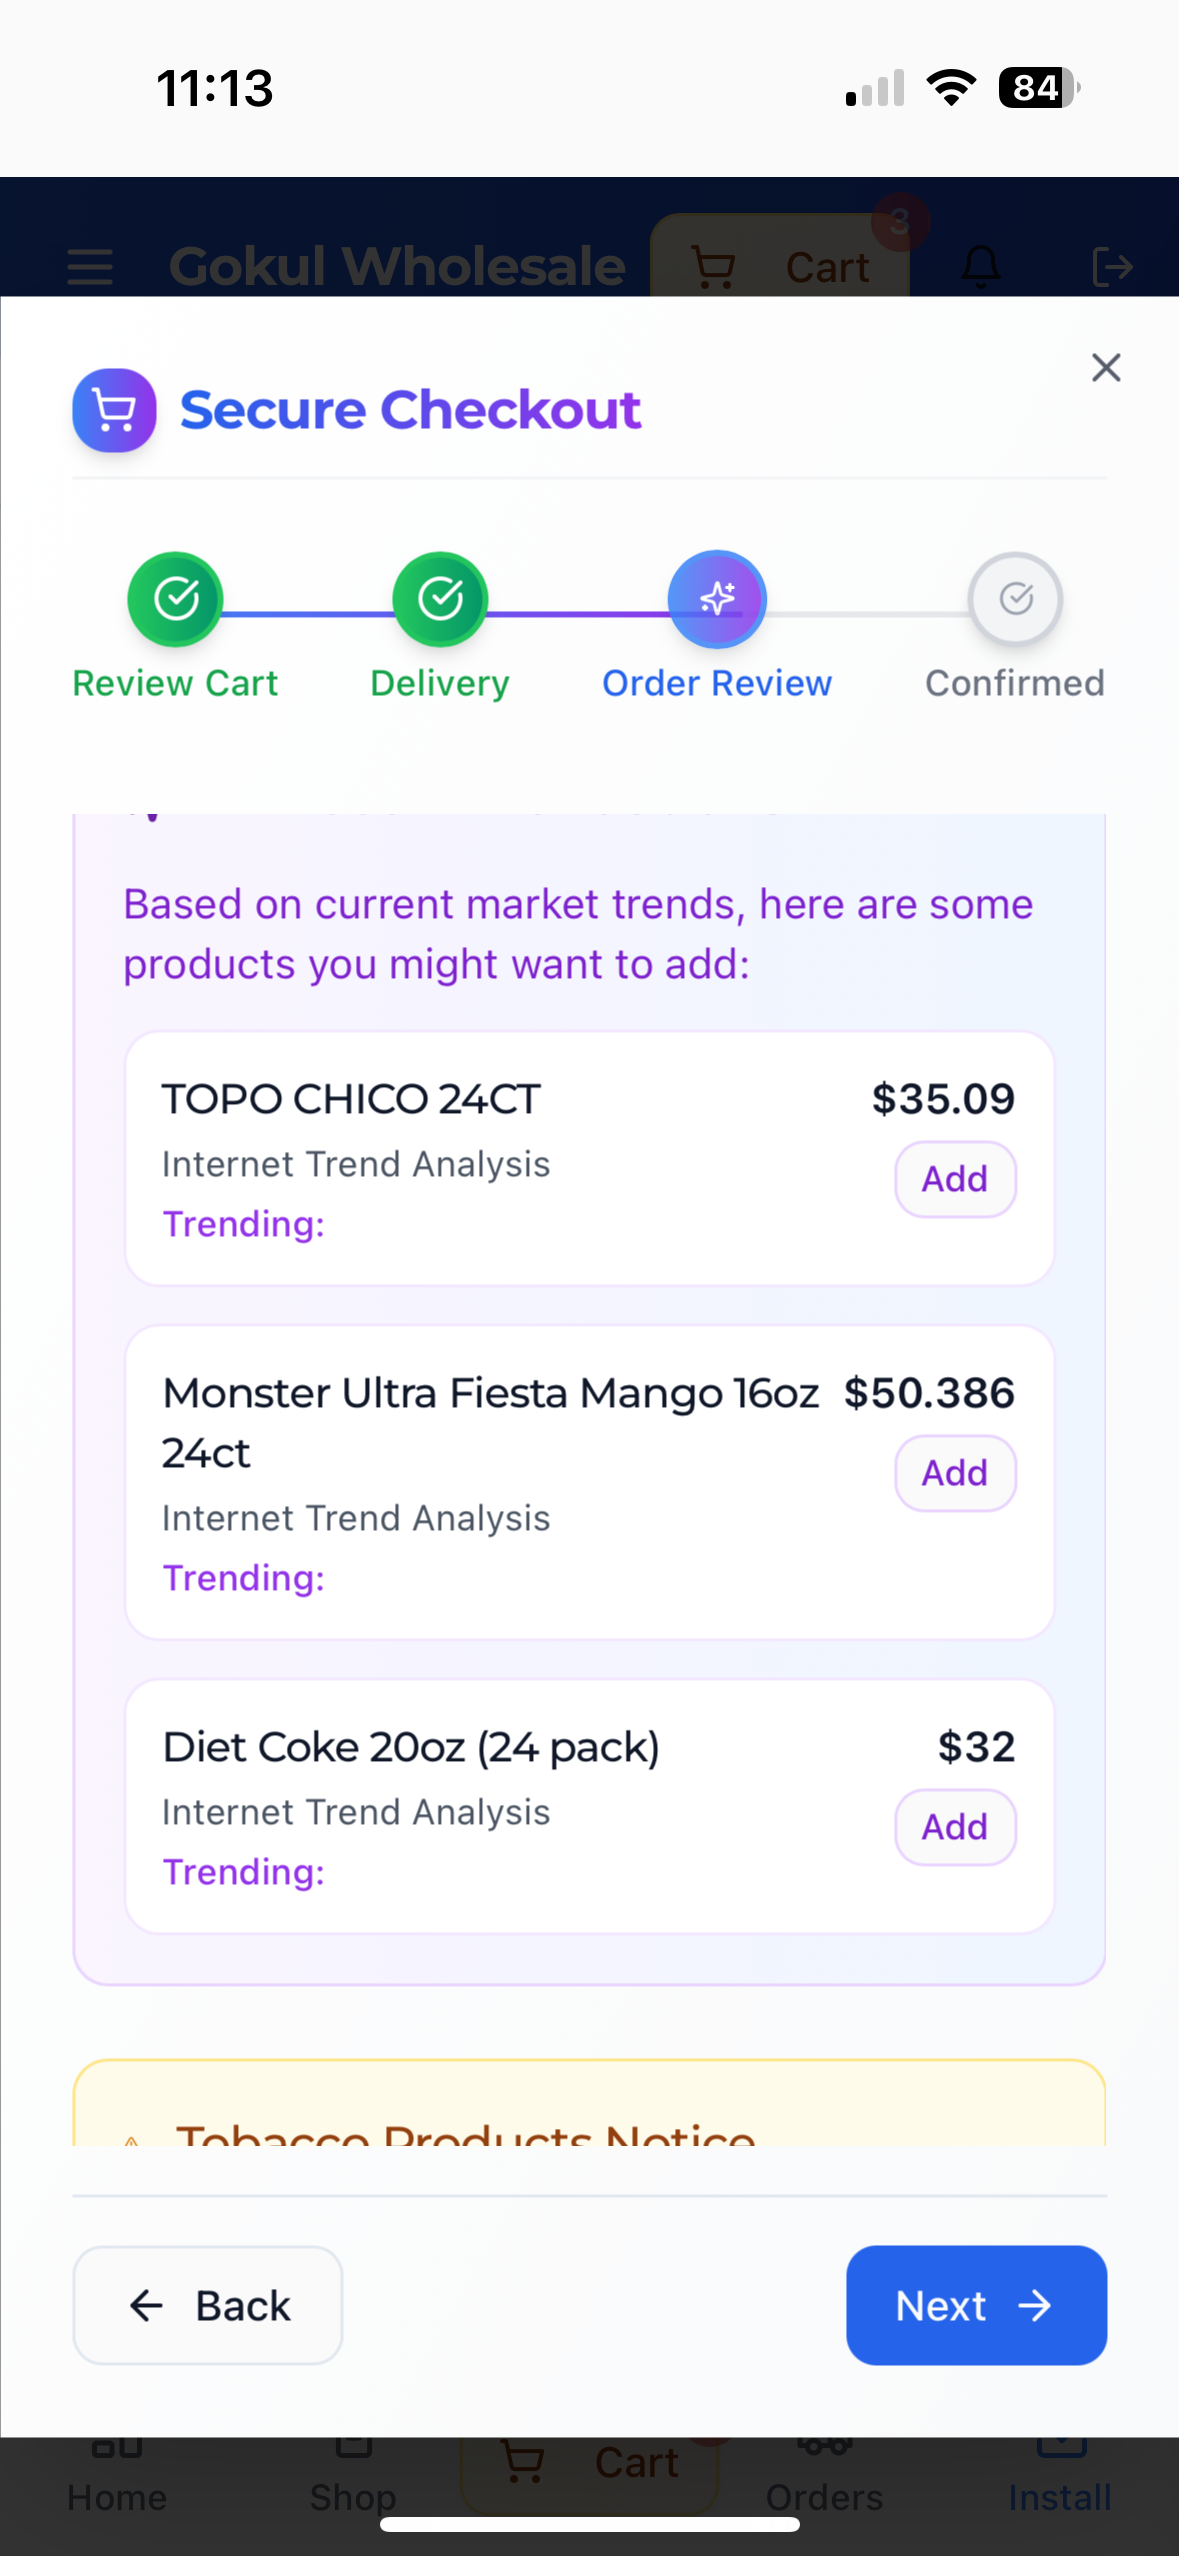 11:13
84
Gokul Wholesale
Cart
3
Secure Checkout
Review Cart
Delivery
Order Review
Confirmed
Based on current market trends, here are some
products you might want to add:
TOPO CHICO 24CT
$35.09
Internet Trend Analysis
Add
Trending:
Monster Ultra Fiesta Mango 16oz
24ct
$50.386
Add
Internet Trend Analysis
Trending:
Diet Coke 20oz (24 pack)
$32
Internet Trend Analysis
Add
Trending:
Tobacco Products Notice
Back
Next
Home
Shop
Cart
Orders
Install